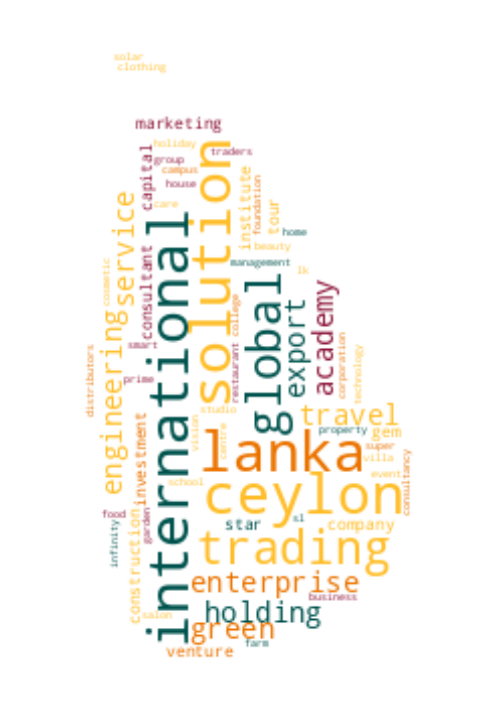 solar
clothing
marketing
holiday
traders
group
capital
campus
house
solution
institute
foundation
care
tour
service
international
home
beauty
consultant
management
lk
cosmetic
global
academy
export
college
engineering
smart
restaurant
corporation
technology
distributors
prime
studio
travel
investment
vision
centre
property
gem
lanka
super
villa
event
consultancy
school
ceylon
food
infinity
garden
construction
star
sl
company
trading
enterprise
business
holding
salon
green
farm
venture